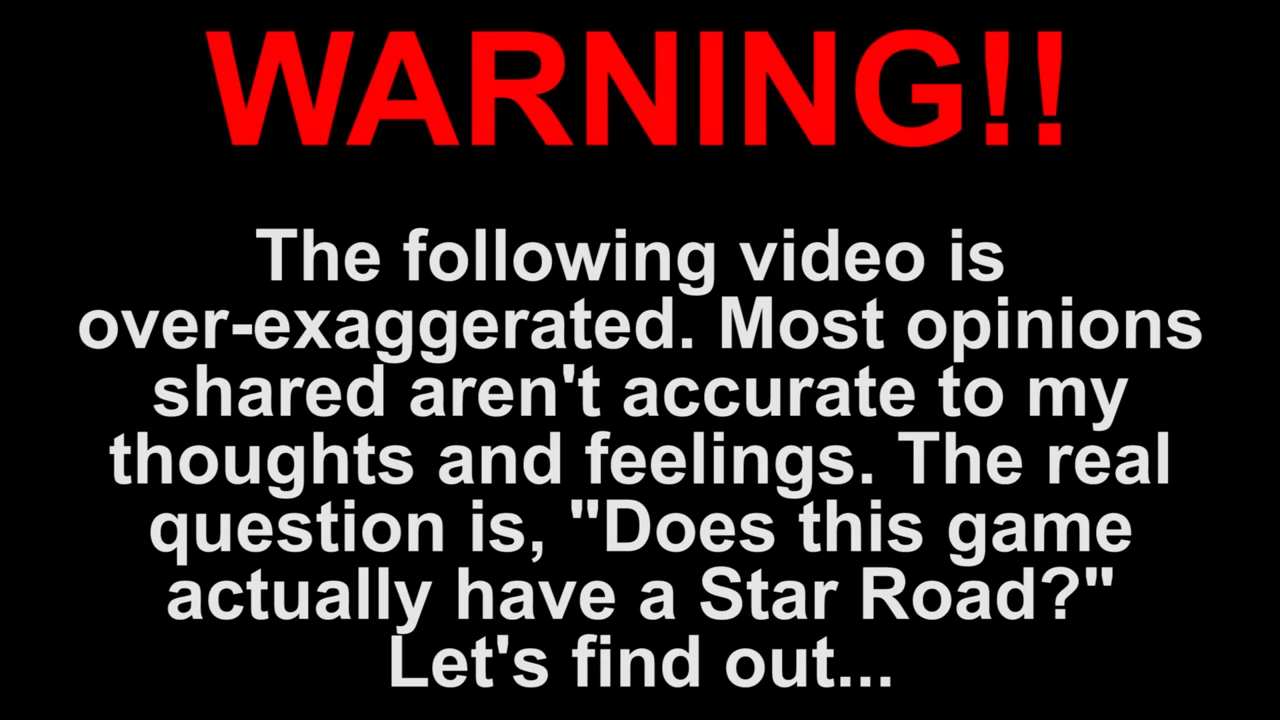 WARNING!!
The following video is
over-exaggerated. Most opinions
shared aren't accurate to my
thoughts and feelings. The real
question is, "Does this game
actually have a Star Road?"
Let's find out...